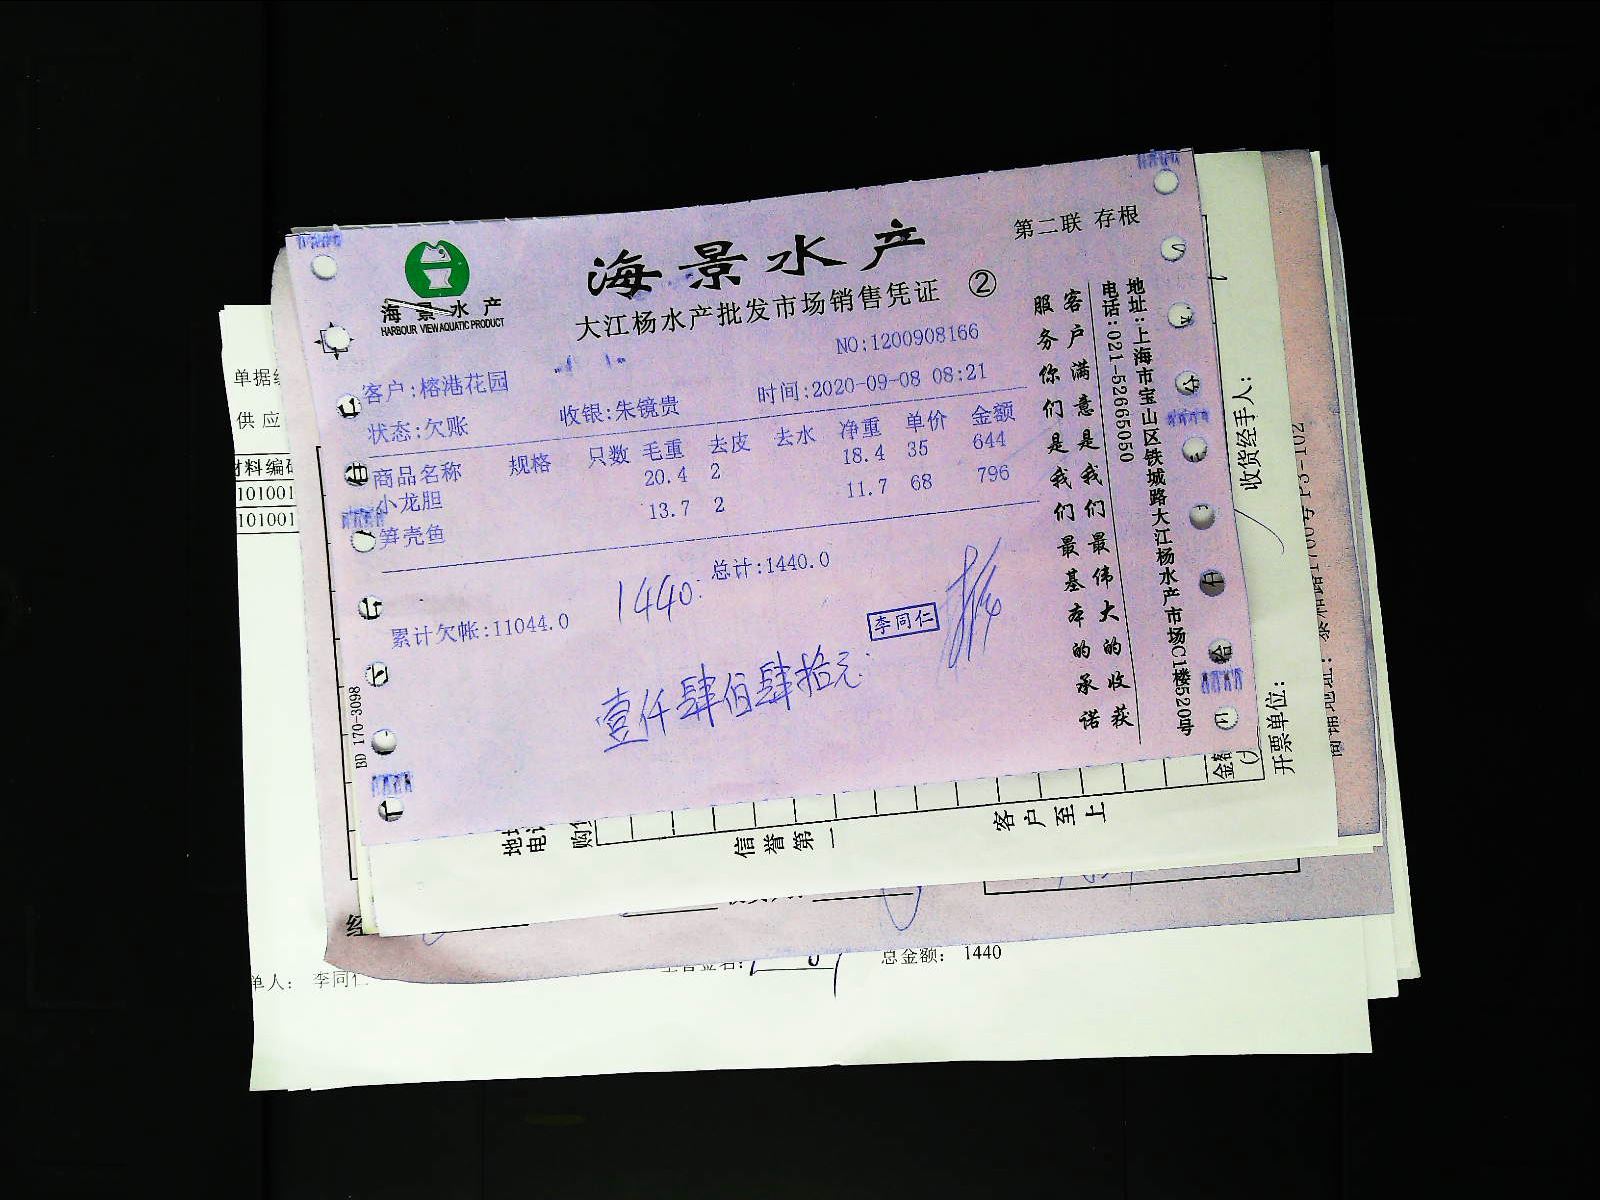 第二联 存根
海景水产
海景水产
HARBOUR VIEW AQUATIC PRODUCT
大江杨水产批发市场销售凭证 ②
NO:1200908166
客户:榕港花园
时间:2020-09-08 08:21
状态:欠账 收银:朱镜贵
商品名称 规格 只数 毛重 去皮 去水 净重 单价 金额
小龙胆 20.4 2 18.4 35 644
笋壳鱼 13.7 2 11.7 68 796
总计:1440.0
1440.
累计欠帐:11044.0
李同仁
壹仟肆佰肆拾元
客户满意是我们最伟大的收获
服务你们是我们最基本的承诺
地址:上海市宝山区铁城路大江杨水产市场C1楼520号
电话:021-52665050
BD 170-3098
收货经手人:
开票单位:
金额
单据
供应
材料编码
101001
101001
地址
电话
信誉第一
客户至上
单人: 李同仁
总金额: 1440